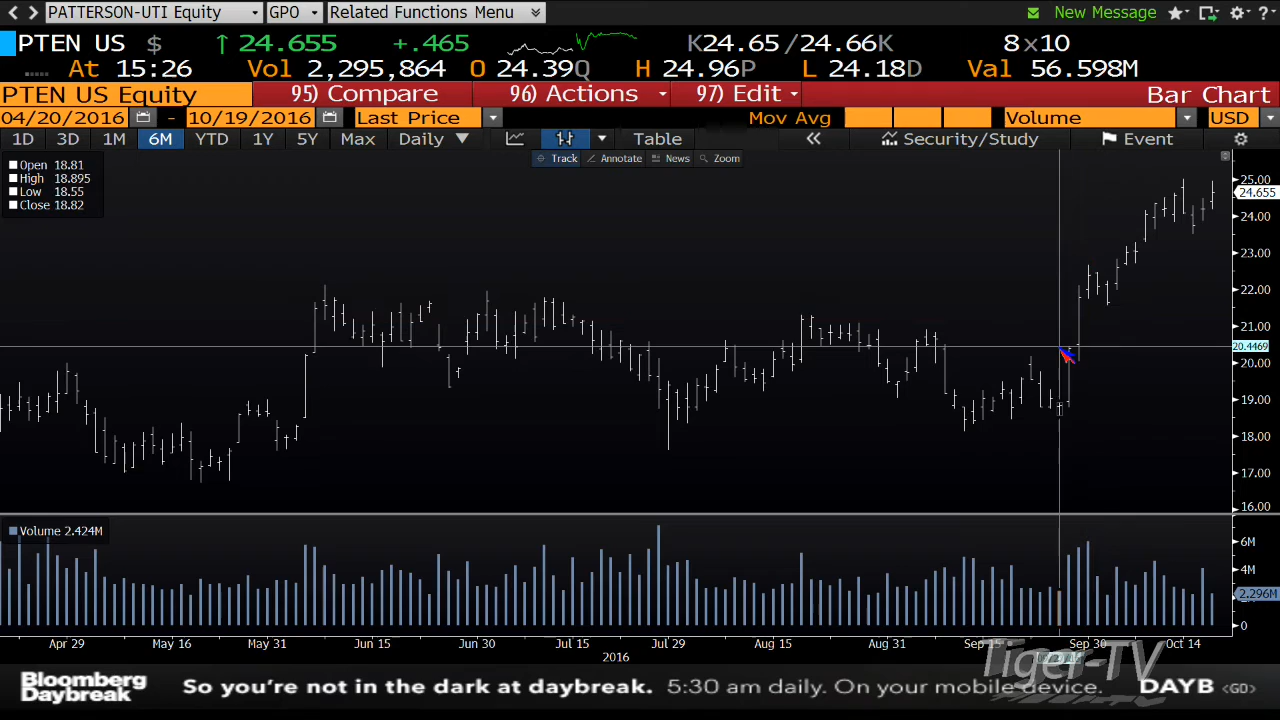 PATTERSON-UTI Equity GPO Related Functions Menu New Message
PTEN US $ ↑ 24.655 +.465 K24.65 /24.66K 8x10
At 15:26 Vol 2,295,864 O 24.39Q H 24.96P L 24.18D Val 56.598M
PTEN US Equity 95) Compare 96) Actions 97) Edit Bar Chart
04/20/2016 - 10/19/2016 Last Price Mov Avg Volume USD
1D 3D 1M 6M YTD 1Y 5Y Max Daily ▼ Table « Security/Study Event
Track Annotate News Zoom
Open 18.81
High 18.895
Low 18.55
Close 18.82
25.00
24.655
24.00
23.00
22.00
21.00
20.4469
20.00
19.00
18.00
17.00
16.00
Volume 2.424M
6M
4M
2.296M
0
Apr 29 May 16 May 31 Jun 15 Jun 30 Jul 15 Jul 29 Aug 15 Aug 31 Sep 15 Sep 30 Oct 14
2016
Tiger-TV
Bloomberg
Daybreak
So you're not in the dark at daybreak. 5:30 am daily. On your mobile device. DAYB <GO>